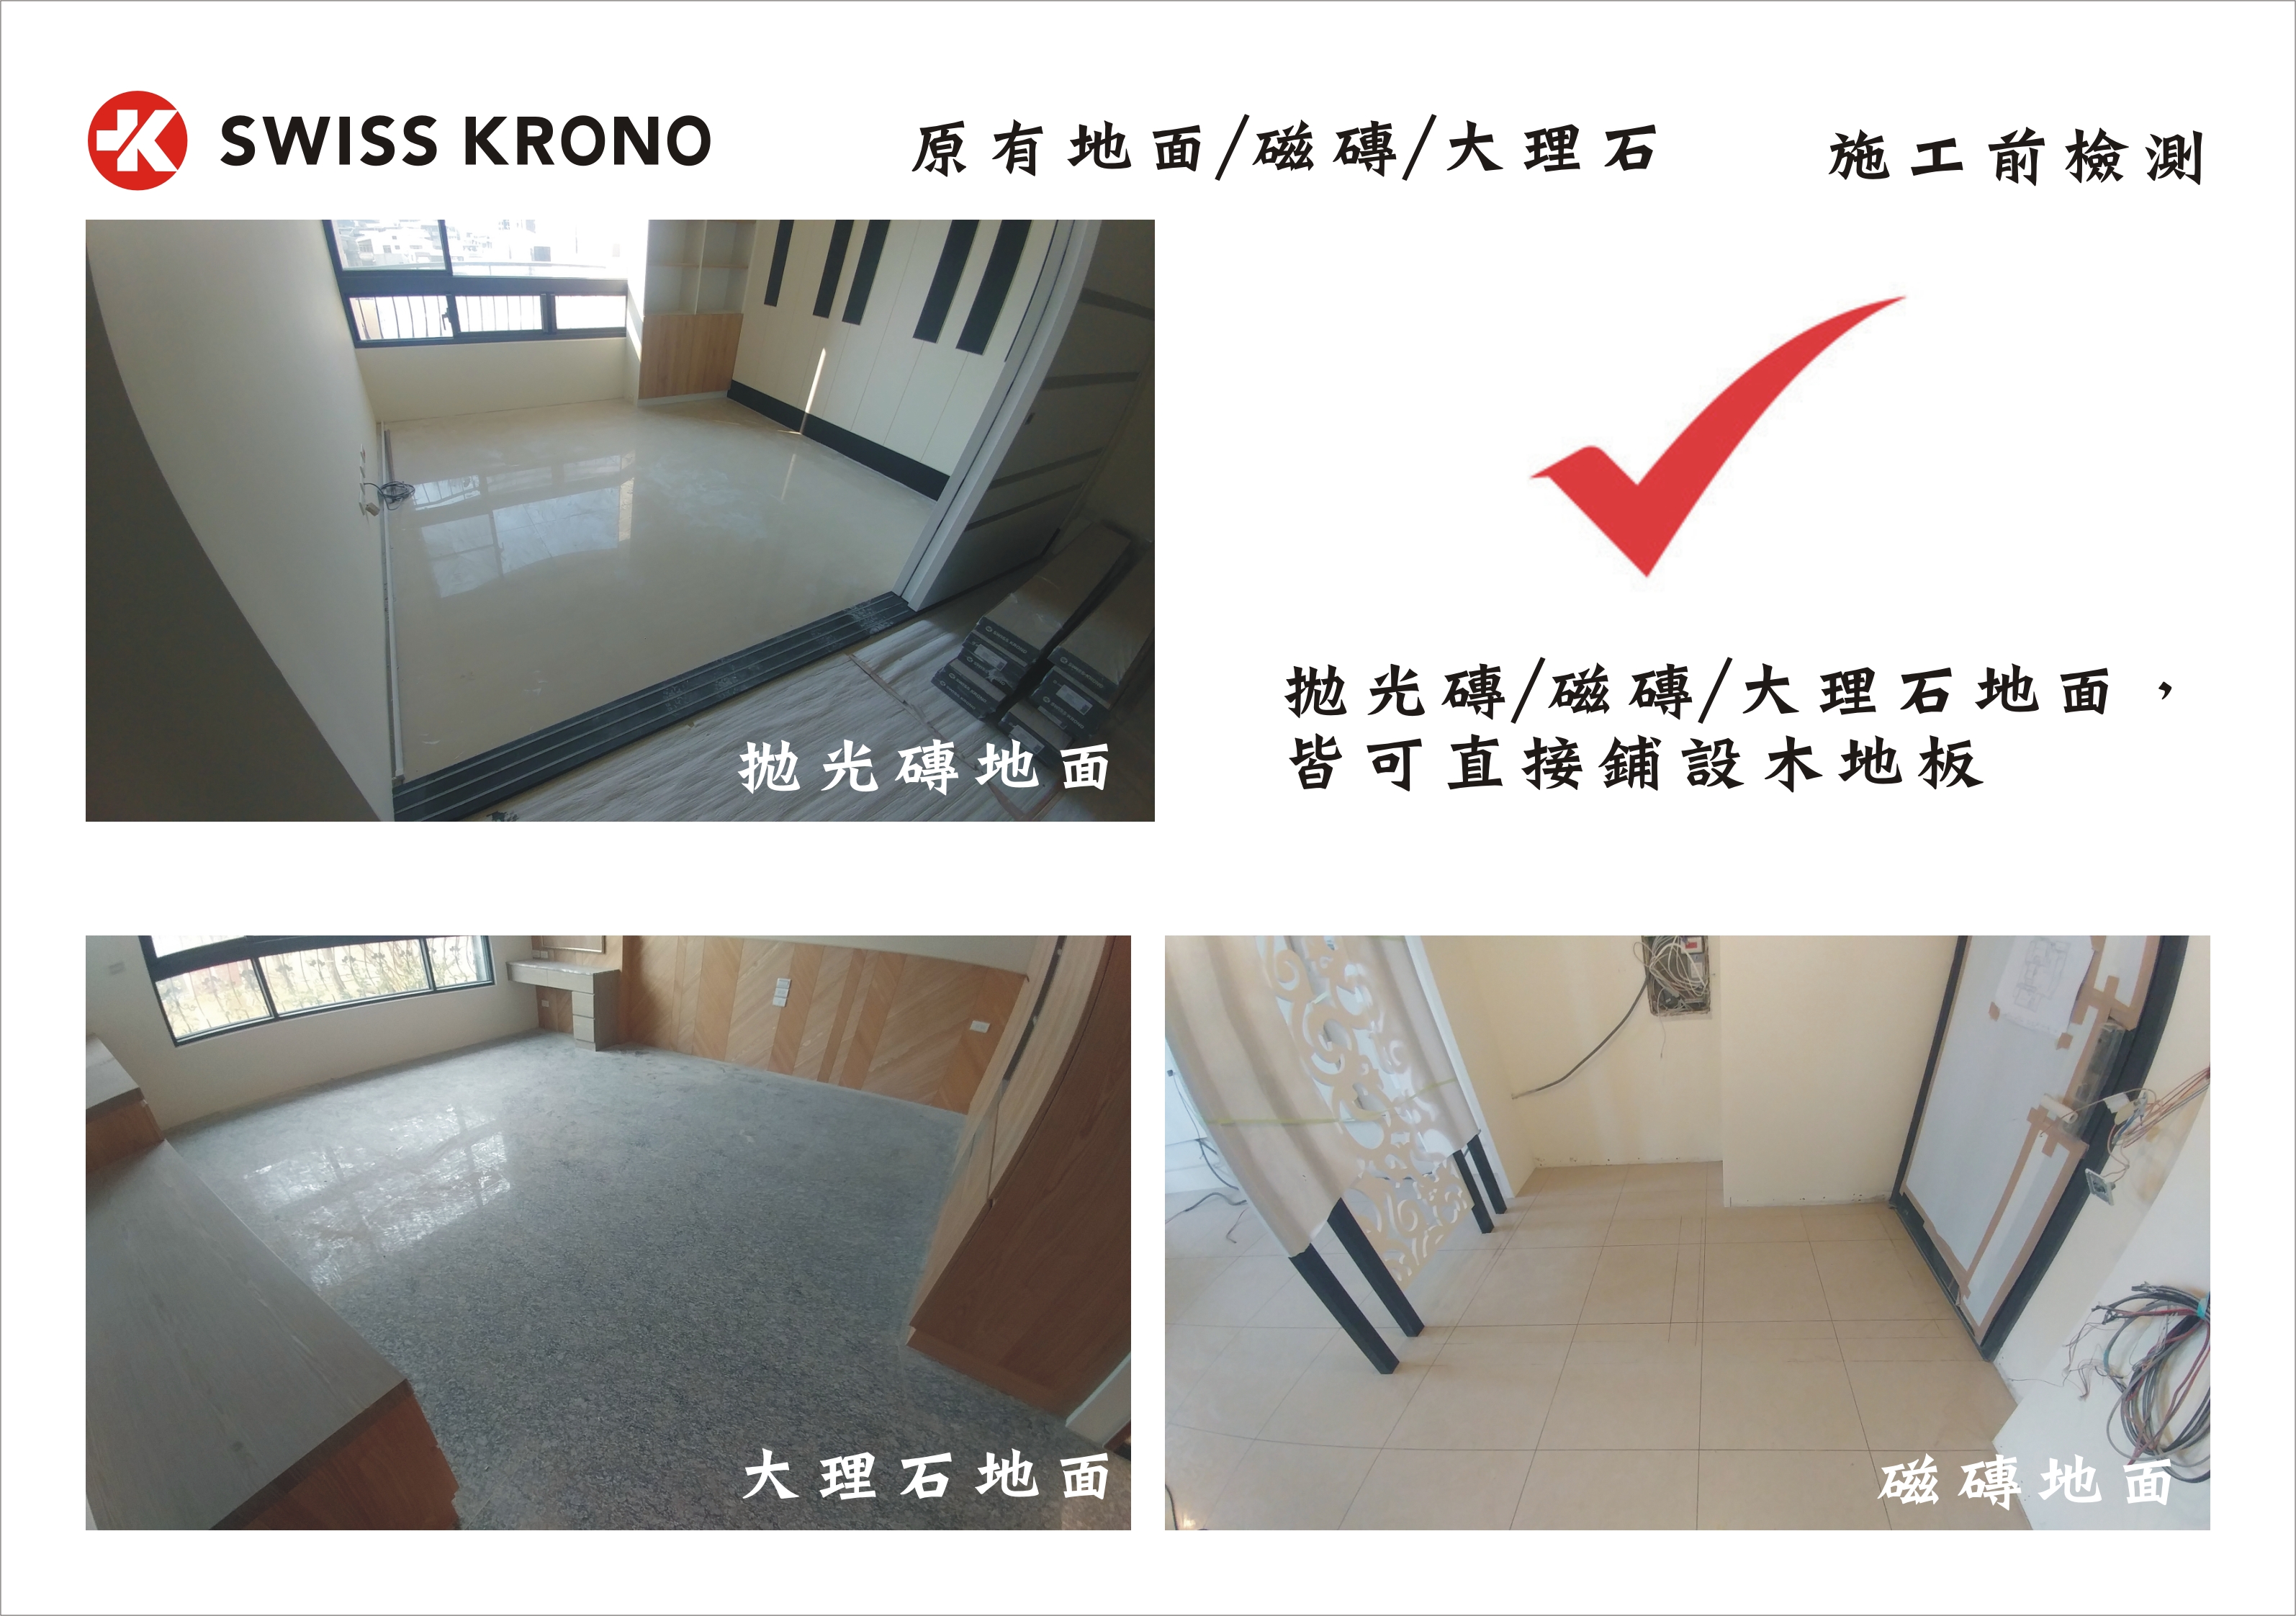 SWISS KRONO
原有地面/磁磚/大理石 施工前檢測
拋光磚地面
拋光磚/磁磚/大理石地面，
皆可直接鋪設木地板
大理石地面
磁磚地面